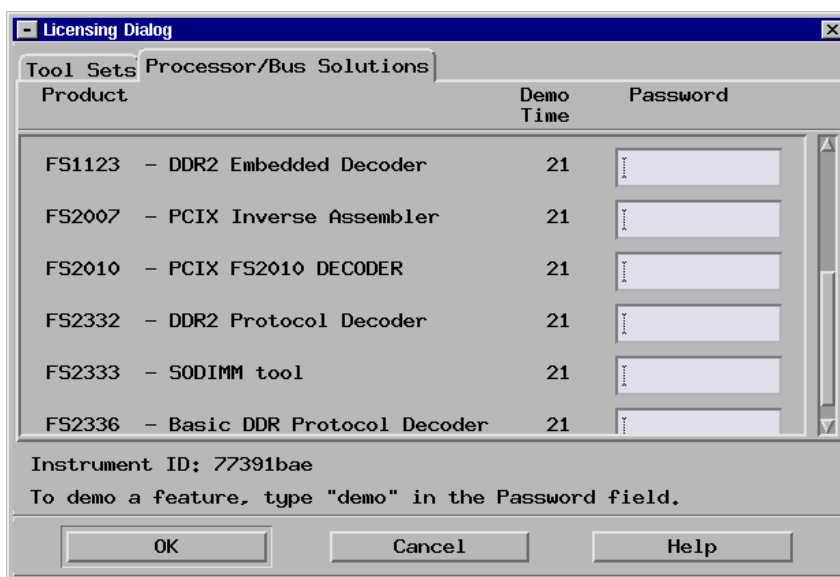 Licensing Dialog
Tool Sets Processor/Bus Solutions
Product Demo Time Password
FS1123 - DDR2 Embedded Decoder 21
FS2007 - PCIX Inverse Assembler 21
FS2010 - PCIX FS2010 DECODER 21
FS2332 - DDR2 Protocol Decoder 21
FS2333 - SODIMM tool 21
FS2336 - Basic DDR Protocol Decoder 21
Instrument ID: 77391bae
To demo a feature, type "demo" in the Password field.
OK Cancel Help